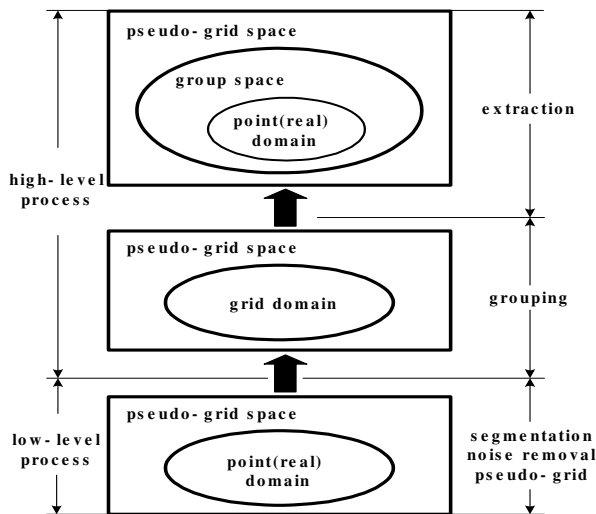 pseudo-grid space
group space
point(real)
domain
extraction
high-level
process
pseudo-grid space
grid domain
grouping
pseudo-grid space
point(real)
domain
low-level
process
segmentation
noise removal
pseudo-grid